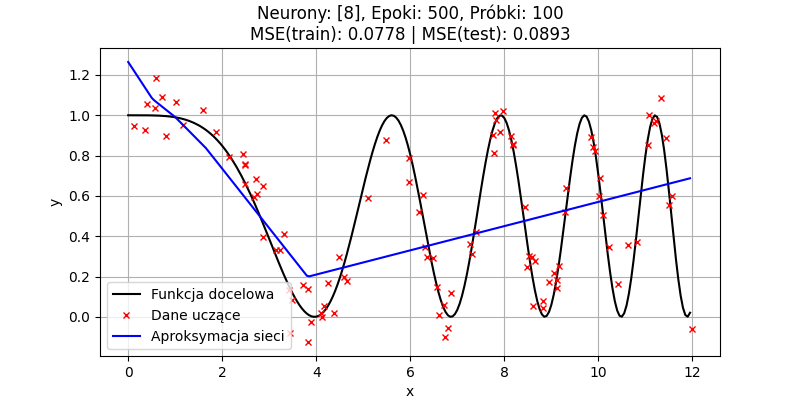 Neurony: [8], Epoki: 500, Próbki: 100
MSE(train): 0.0778 | MSE(test): 0.0893
y
1.2
1.0
0.8
0.6
0.4
0.2
0.0
Funkcja docelowa
Dane uczące
Aproksymacja sieci
0
2
4
6
8
10
12
x